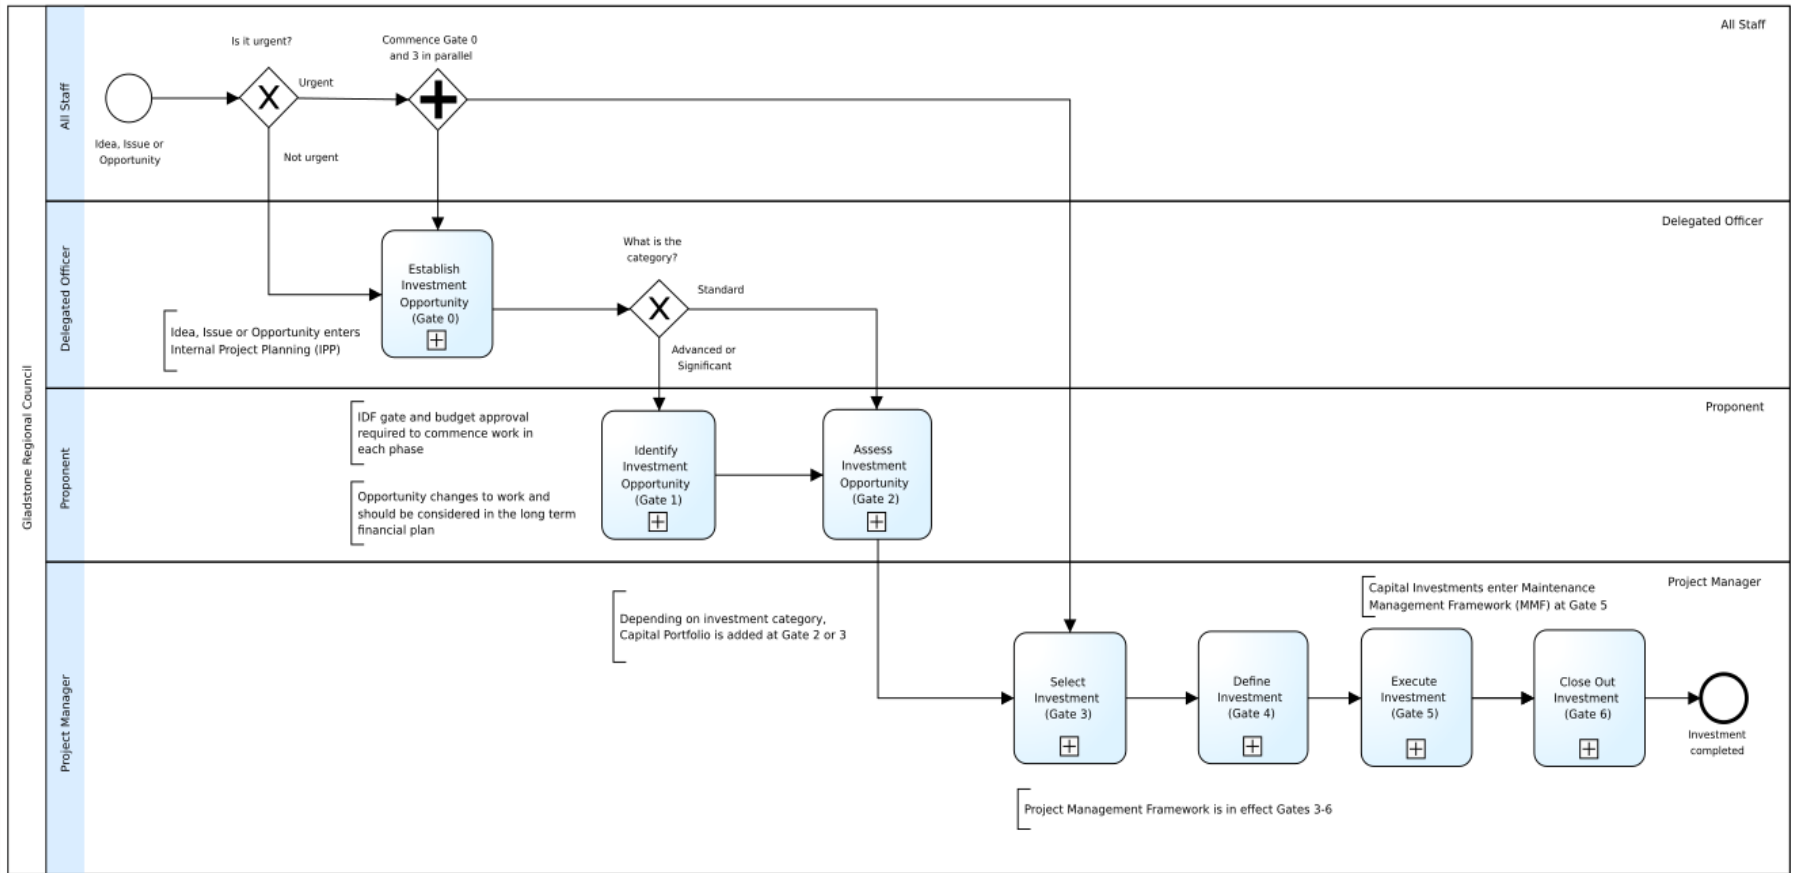 Gladstone Regional Council
All Staff
All Staff
Is it urgent?
Commence Gate 0
and 3 in parallel
Urgent
X
Idea, Issue or
Opportunity
Not urgent
Delegated Officer
Delegated Officer
Establish
Investment
Opportunity
(Gate 0)
What is the
category?
X
Standard
Advanced or
Significant
Idea, Issue or Opportunity enters
Internal Project Planning (IPP)
Proponent
Proponent
IDF gate and budget approval
required to commence work in
each phase
Opportunity changes to work and
should be considered in the long term
financial plan
Identify
Investment
Opportunity
(Gate 1)
Assess
Investment
Opportunity
(Gate 2)
Project Manager
Project Manager
Depending on investment category,
Capital Portfolio is added at Gate 2 or 3
Capital Investments enter Maintenance
Management Framework (MMF) at Gate 5
Select
Investment
(Gate 3)
Define
Investment
(Gate 4)
Execute
Investment
(Gate 5)
Close Out
Investment
(Gate 6)
Investment
completed
Project Management Framework is in effect Gates 3-6